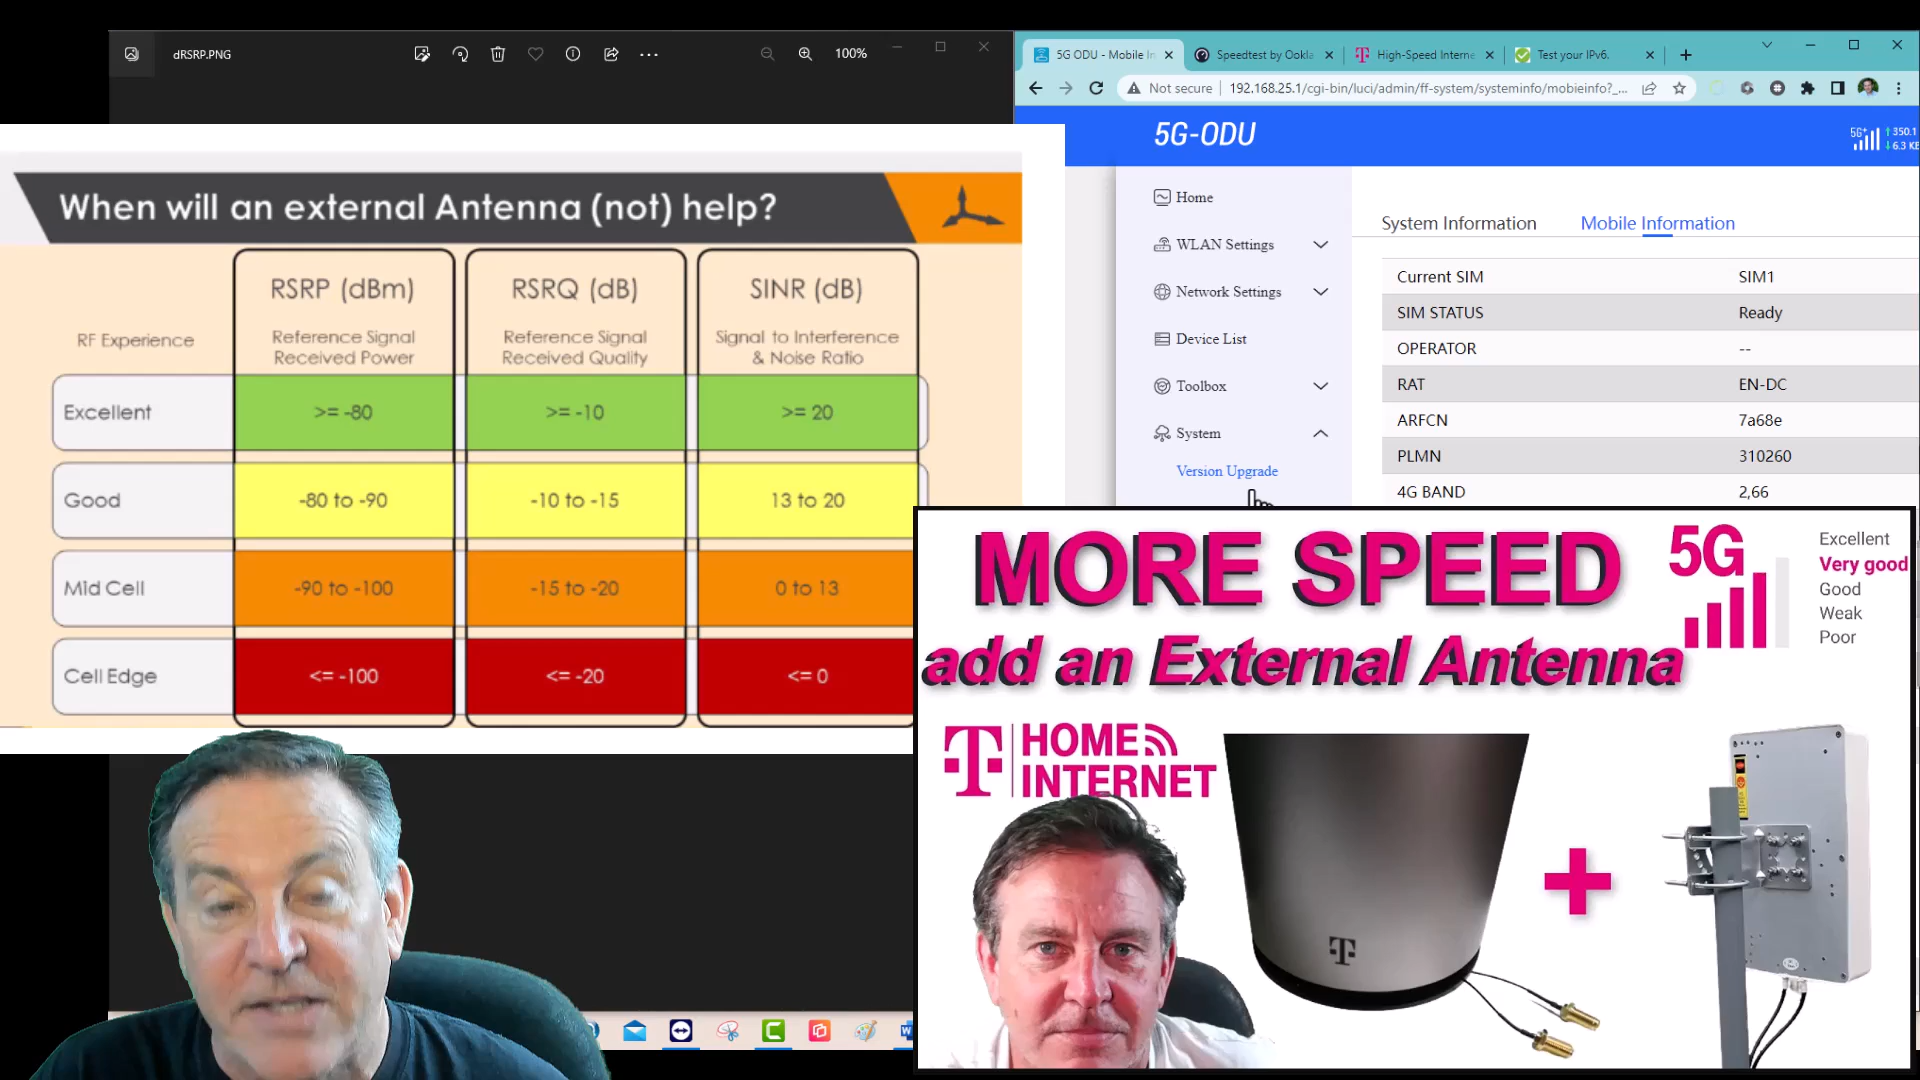 dRSRP.PNG
100%
When will an external Antenna (not) help?
RF Experience
RSRP (dBm)
Reference Signal
Received Power
RSRQ (dB)
Reference Signal
Received Quality
SINR (dB)
Signal to Interference
& Noise Ratio
Excellent
>= -80
>= -10
>= 20
Good
-80 to -90
-10 to -15
13 to 20
Mid Cell
-90 to -100
-15 to -20
0 to 13
Cell Edge
<= -100
<= -20
<= 0
5G ODU - Mobile In
Speedtest by Ookla
High-Speed Interne
Test your IPv6.
Not secure
192.168.25.1/cgi-bin/luci/admin/ff-system/systeminfo/mobieinfo?_...
5G-ODU
5G
350.1
6.3 KB
Home
WLAN Settings
Network Settings
Device List
Toolbox
System
Version Upgrade
System Information
Mobile Information
Current SIM
SIM1
SIM STATUS
Ready
OPERATOR
--
RAT
EN-DC
ARFCN
7a68e
PLMN
310260
4G BAND
2,66
MORE SPEED
add an External Antenna
5G
Excellent
Very good
Good
Weak
Poor
T HOME
INTERNET
T
+